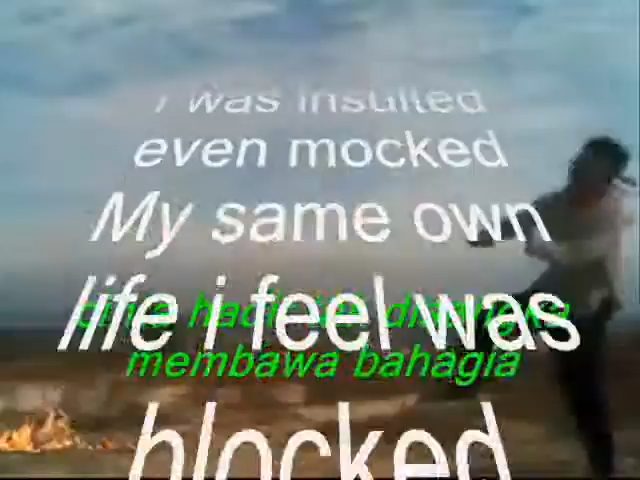 I was insulted
even mocked
My same own
life i feel was
membawa bahagia
blocked